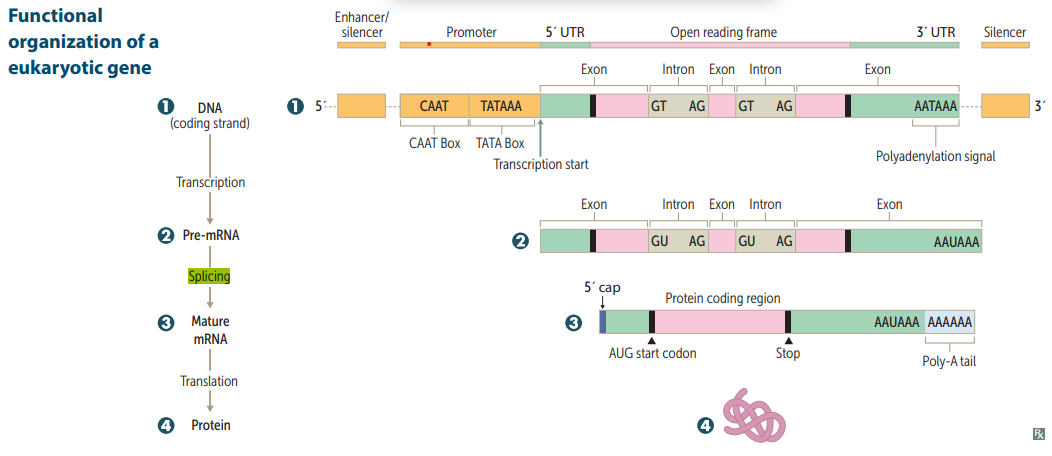 Functional
organization of a
eukaryotic gene
Enhancer/
silencer
Promoter
5´ UTR
Open reading frame
3´ UTR
Silencer
Exon
Intron
Exon
Intron
Exon
1 DNA
(coding strand)
1 5´
CAAT
TATAAA
GT AG
GT AG
AATAAA
3´
CAAT Box
TATA Box
Transcription start
Polyadenylation signal
Transcription
Exon
Intron
Exon
Intron
Exon
2 Pre-mRNA
2
GU AG
GU AG
AAUAAA
Splicing
5´ cap
Protein coding region
3 Mature
mRNA
3
AAUAAA
AAAAAA
AUG start codon
Stop
Poly-A tail
Translation
4 Protein
4
Rx